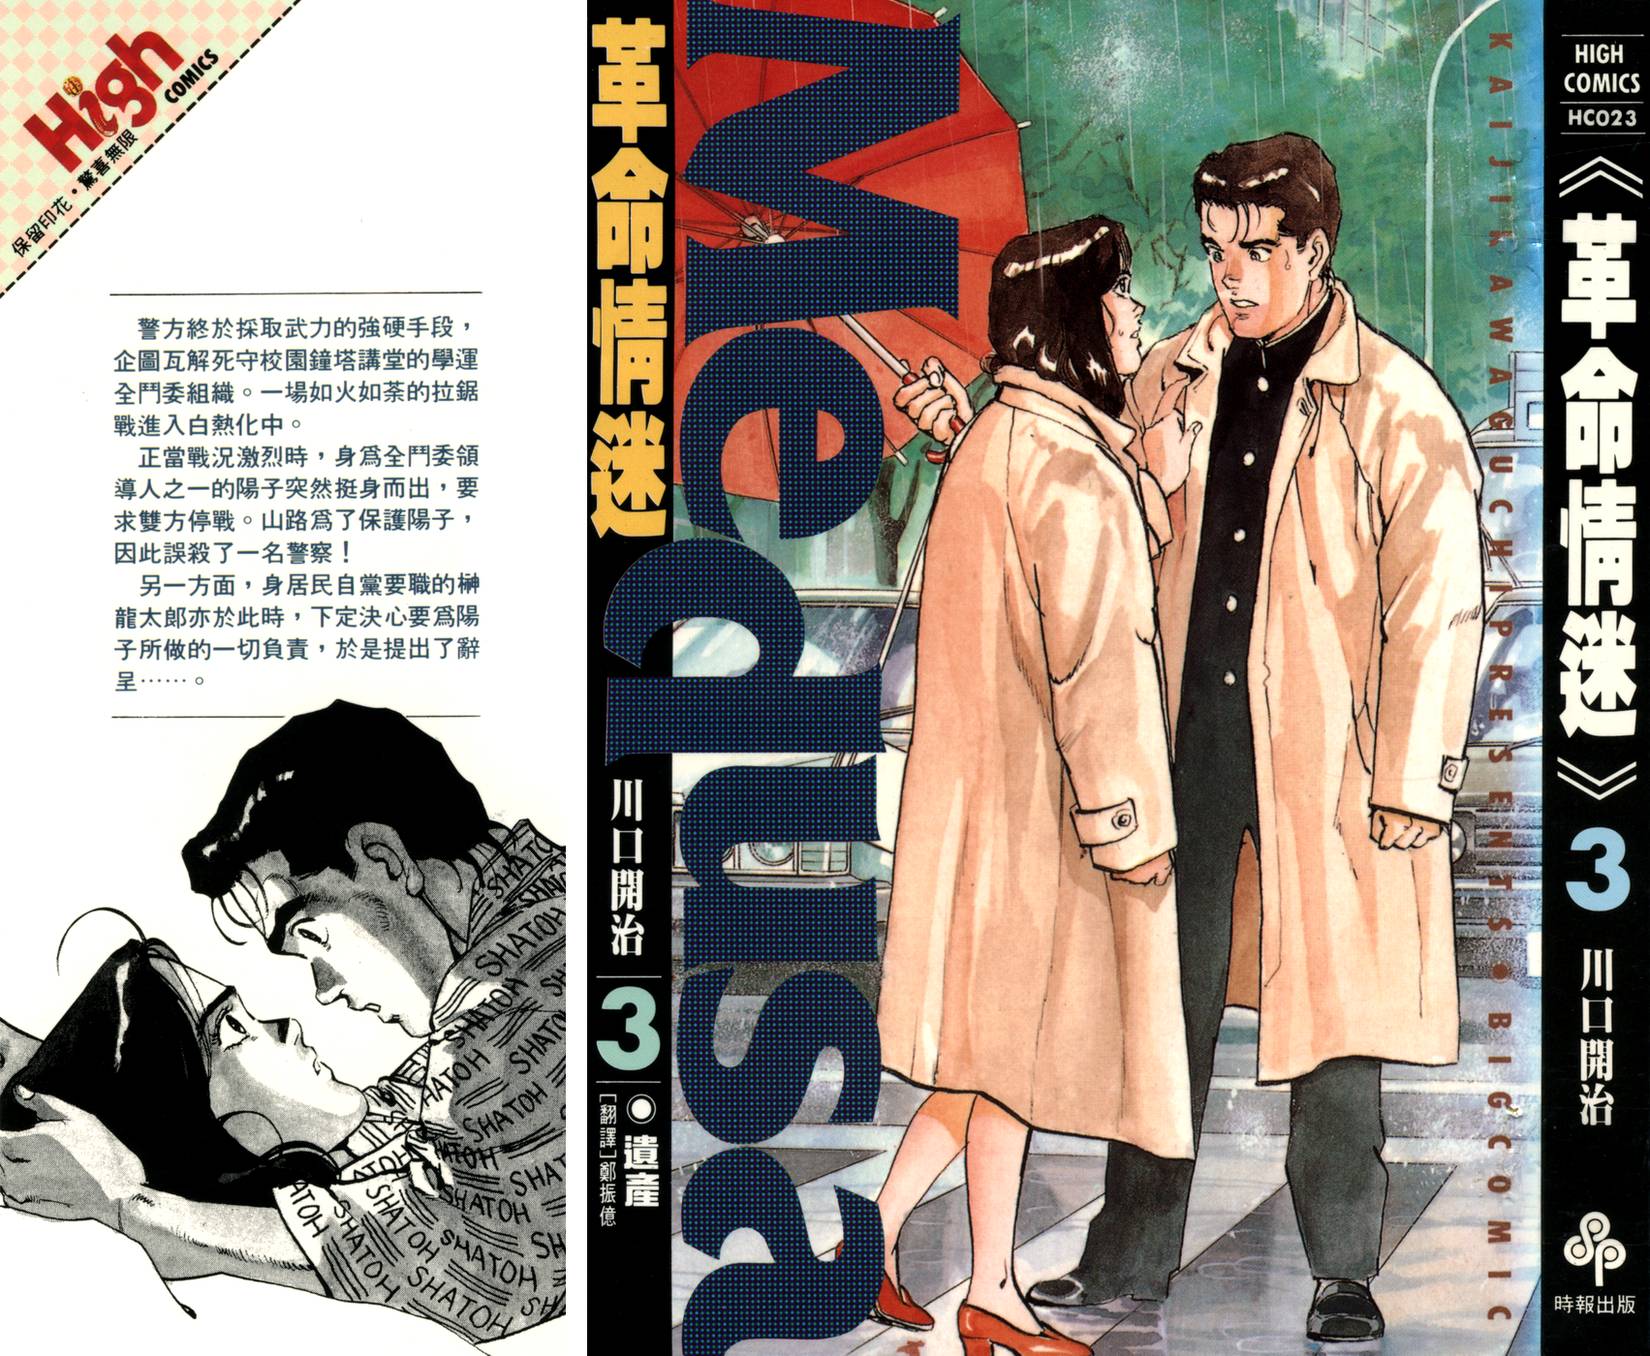 High
COMICS
保留印花・驚喜無限
警方終於採取武力的強硬手段，
企圖瓦解死守校園鐘塔講堂的學運
全鬥委組織。一場如火如荼的拉鋸
戰進入白熱化中。
正當戰況激烈時，身爲全鬥委領
導人之一的陽子突然挺身而出，要
求雙方停戰。山路爲了保護陽子，
因此誤殺了一名警察！
另一方面，身居民自黨要職的榊
龍太郎亦於此時，下定決心要爲陽
子所做的一切負責，於是提出了辭
呈……。
SHATOH SHATOH SHATOH SHATOH
革命情迷
川口開治
3
遺產
[翻譯]鄭振億
Medusa
KAIJI KAWAGUCHI PRESENTS • BIG COMIC
HIGH
COMICS
HC023
《革命情迷》
3
川口開治
時報出版